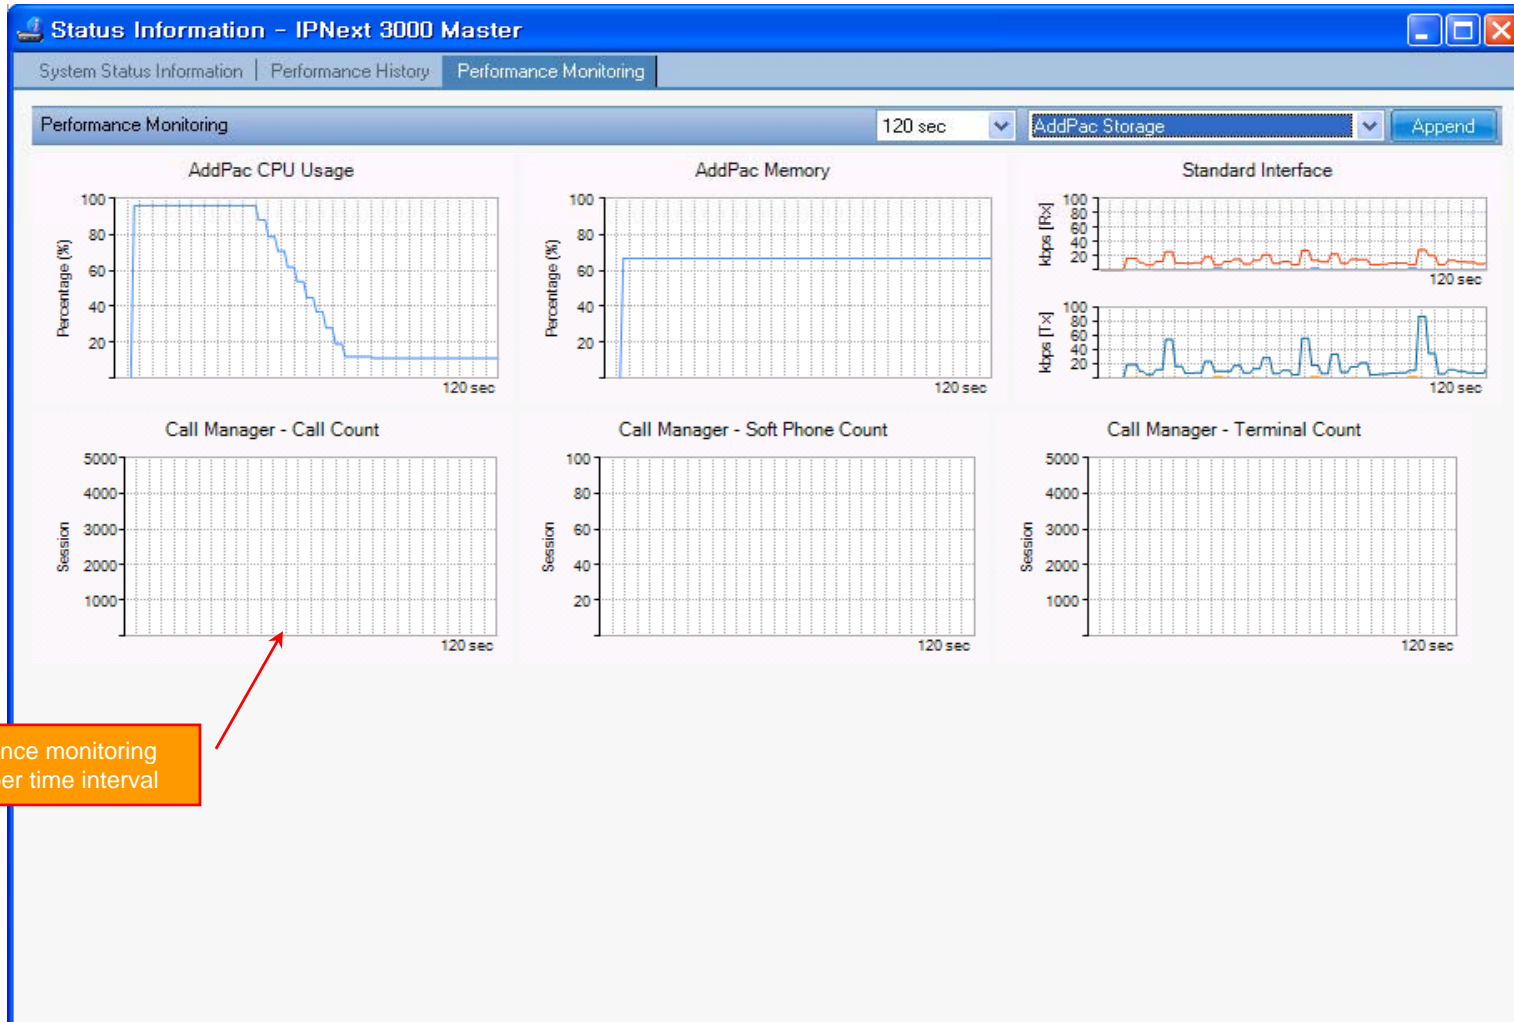 Status Information - IPNext 3000 Master
System Status Information | Performance History Performance Monitoring
Performance Monitoring 120 sec AddPac Storage Append
AddPac CPU Usage
100
80
60
40
20
Percentage (%)
120 sec
AddPac Memory
100
80
60
40
20
Percentage (%)
120 sec
Standard Interface
100
80
60
40
20
kbps [Rx]
120 sec
100
80
60
40
20
kbps [Tx]
120 sec
Call Manager - Call Count
5000
4000
3000
2000
1000
Session
120 sec
Call Manager - Soft Phone Count
100
80
60
40
20
Session
120 sec
Call Manager - Terminal Count
5000
4000
3000
2000
1000
Session
120 sec
nce monitoring
er time interval